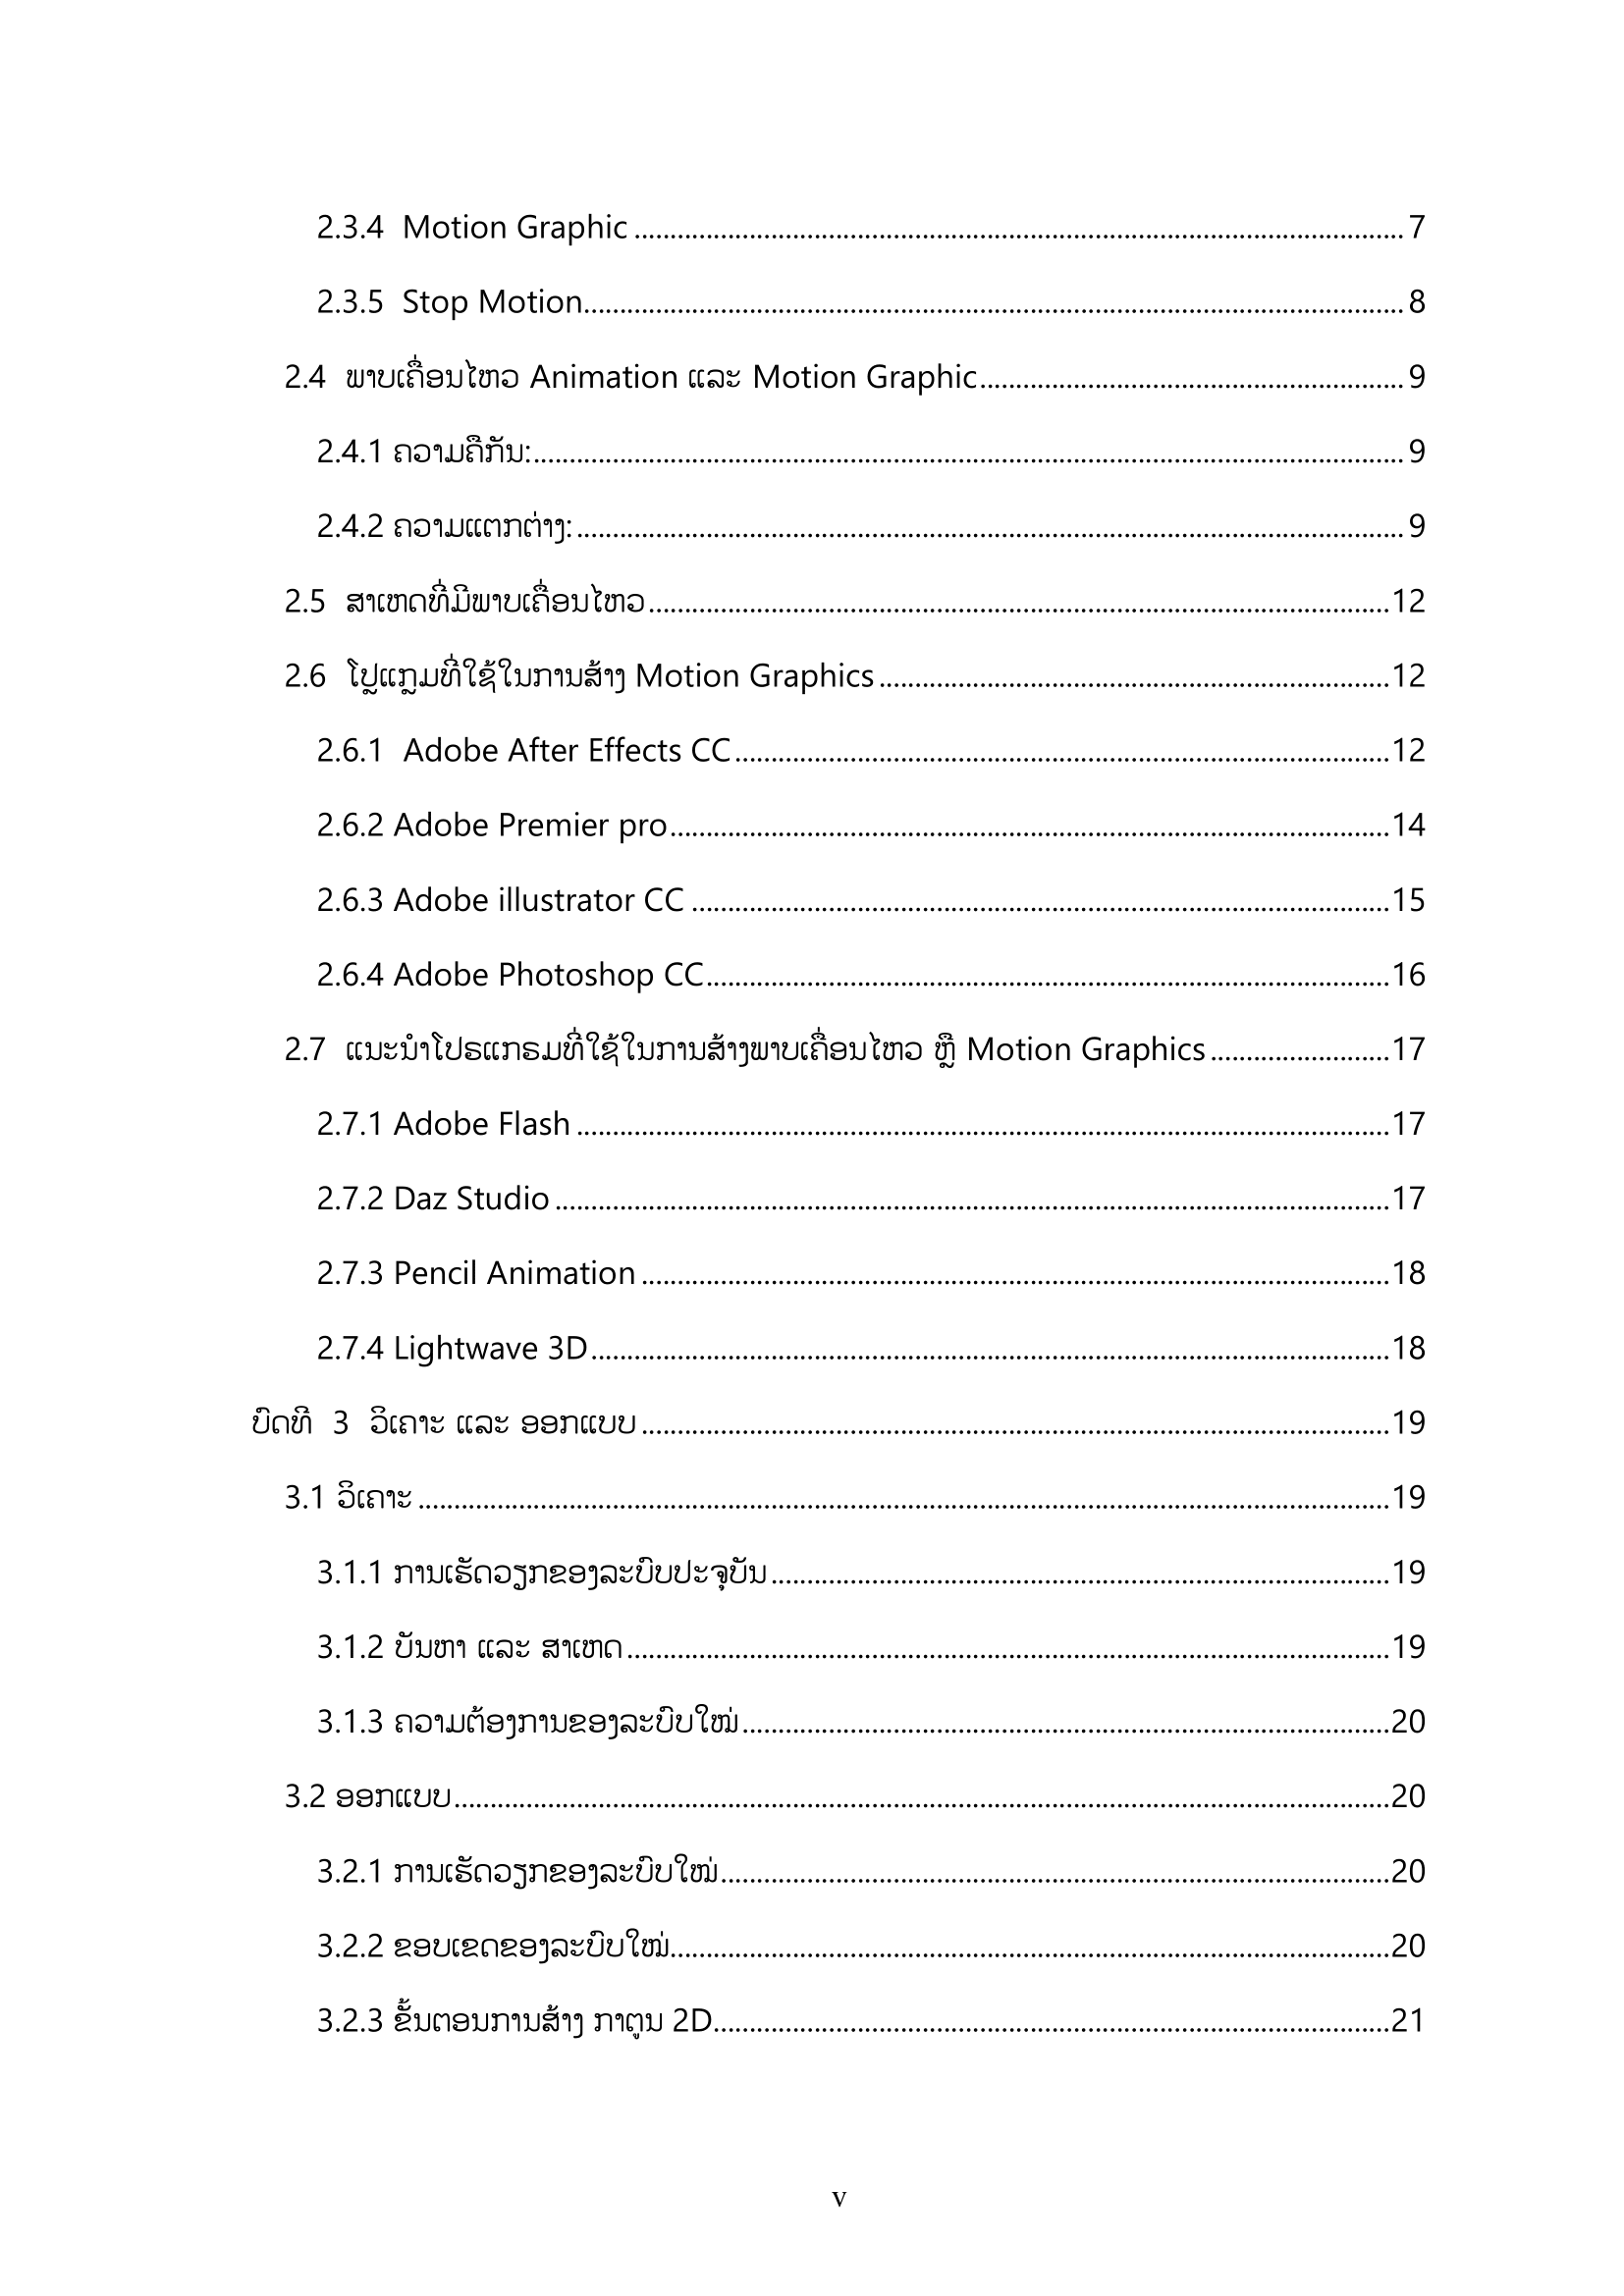 2.3.4 Motion Graphic........................7
2.3.5 Stop Motion........................8
2.4 ພາບເຄື່ອນໄຫວ Animation ແລະ Motion Graphic........................9
2.4.1 ຄວາມຄືກັນ:........................9
2.4.2 ຄວາມແຕກຕ່າງ:........................9
2.5 ສາເຫດທີ່ມີພາບເຄື່ອນໄຫວ........................12
2.6 ໂປຼແກຼມທີ່ໃຊ້ໃນການສ້າງ Motion Graphics........................12
2.6.1 Adobe After Effects CC........................12
2.6.2 Adobe Premier pro........................14
2.6.3 Adobe illustrator CC........................15
2.6.4 Adobe Photoshop CC........................16
2.7 ແນະນຳໂປຣແກຣມທີ່ໃຊ້ໃນການສ້າງພາບເຄື່ອນໄຫວ ຫຼື Motion Graphics........................17
2.7.1 Adobe Flash........................17
2.7.2 Daz Studio........................17
2.7.3 Pencil Animation........................18
2.7.4 Lightwave 3D........................18
ບົດທີ 3 ວິເຄາະ ແລະ ອອກແບບ........................19
3.1 ວິເຄາະ........................19
3.1.1 ການເຮັດວຽກຂອງລະບົບປະຈຸບັນ........................19
3.1.2 ບັນຫາ ແລະ ສາເຫດ........................19
3.1.3 ຄວາມຕ້ອງການຂອງລະບົບໃໝ່........................20
3.2 ອອກແບບ........................20
3.2.1 ການເຮັດວຽກຂອງລະບົບໃໝ່........................20
3.2.2 ຂອບເຂດຂອງລະບົບໃໝ່........................20
3.2.3 ຂັ້ນຕອນການສ້າງ ກາຕູນ 2D........................21
v